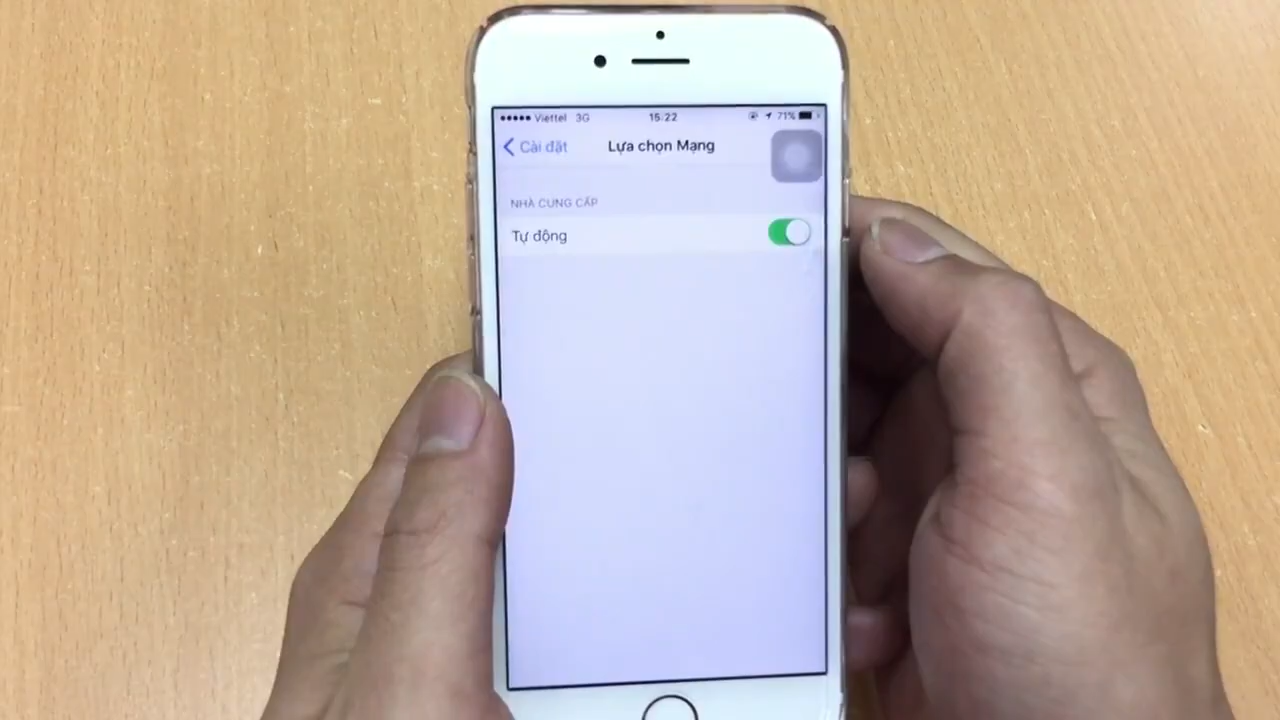 ●●●●● Viettel 3G 15:22 71%
Cài đặt Lựa chọn Mạng
NHÀ CUNG CẤP
Tự động